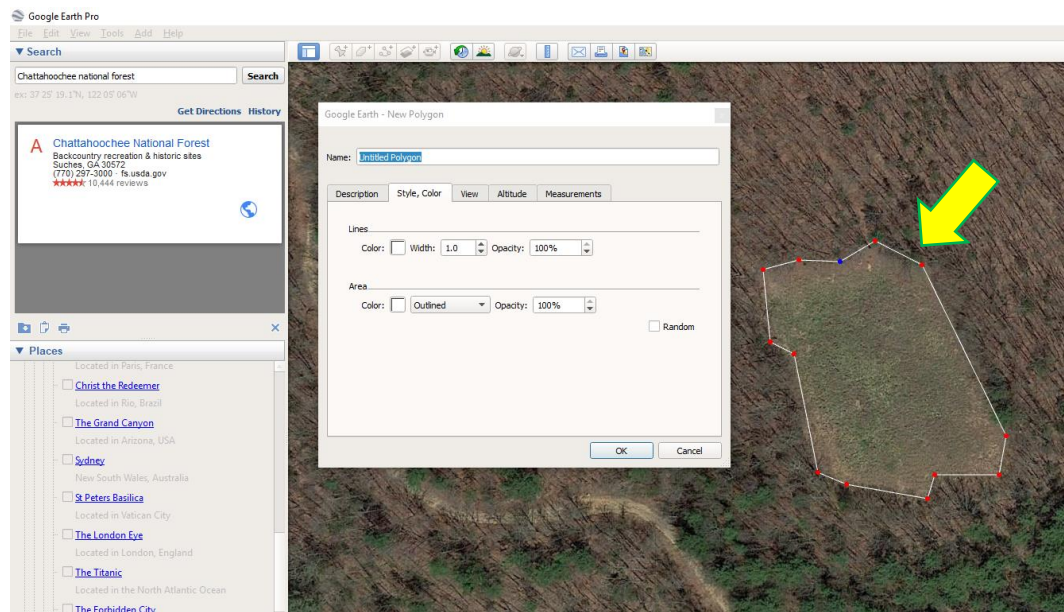 Google Earth Pro
File Edit View Tools Add Help
Search
Chattahoochee national forest
Search
ex: 37 25' 19.1"N, 122 05' 06"W
Get Directions History
A
Chattahoochee National Forest
Backcountry recreation & historic sites
Suches, GA 30572
(770) 297-3000 · fs.usda.gov
10,444 reviews
Places
Located in Paris, France
Christ the Redeemer
Located in Rio, Brazil
The Grand Canyon
Located in Arizona, USA
Sydney
New South Wales, Australia
St Peters Basilica
Located in Vatican City
The London Eye
Located in London, England
The Titanic
Located in the North Atlantic Ocean
The Forbidden City
Google Earth - New Polygon
Name: Untitled Polygon
Description Style, Color View Altitude Measurements
Lines
Color: Width: 1.0 Opacity: 100%
Area
Color: Outlined Opacity: 100%
Random
OK Cancel